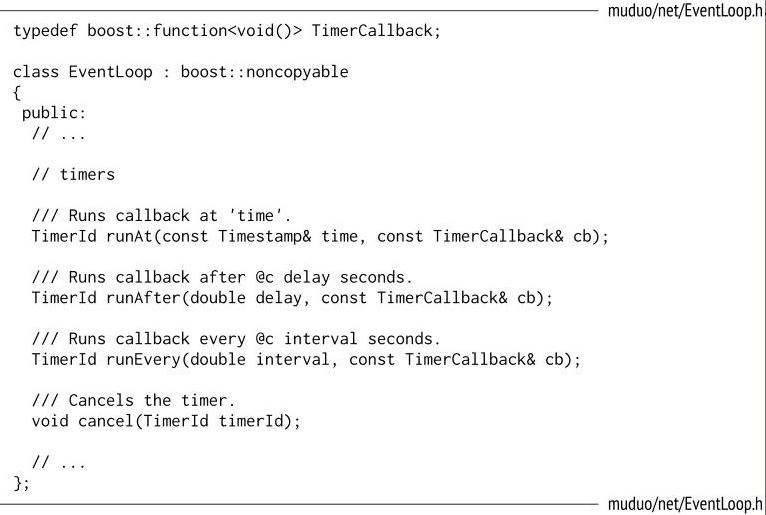 muduo/net/EventLoop.h
typedef boost::function<void()> TimerCallback;
class EventLoop : boost::noncopyable
{
public:
// ...
// timers
/// Runs callback at 'time'.
TimerId runAt(const Timestamp& time, const TimerCallback& cb);
/// Runs callback after @c delay seconds.
TimerId runAfter(double delay, const TimerCallback& cb);
/// Runs callback every @c interval seconds.
TimerId runEvery(double interval, const TimerCallback& cb);
/// Cancels the timer.
void cancel(TimerId timerId);
// ...
};
muduo/net/EventLoop.h